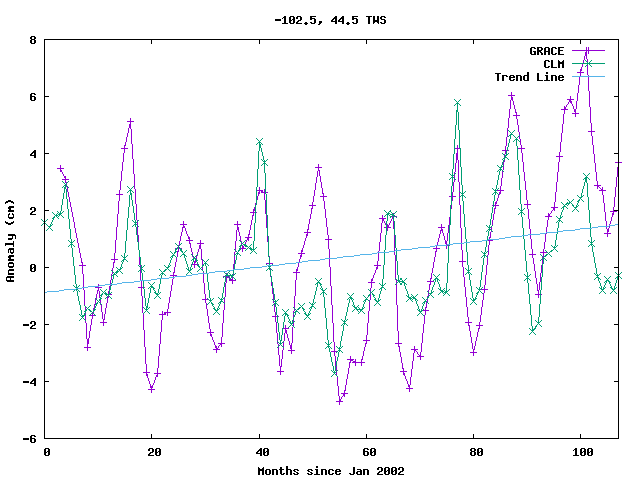 -102.5, 44.5 TWS
GRACE
CLM
Trend Line
Anomaly (cm)
8
6
4
2
0
-2
-4
-6
0 20 40 60 80 100
Months since Jan 2002